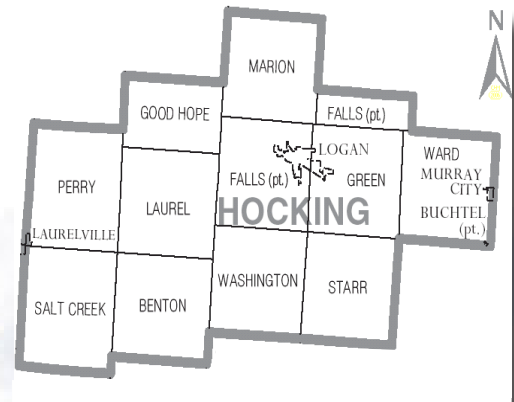 N
MARION
GOOD HOPE
FALLS (pt.)
LOGAN
WARD
MURRAY
CITY
PERRY
FALLS (pt.)
GREEN
LAUREL
HOCKING
BUCHTEL
(pt.)
LAURELVILLE
WASHINGTON
STARR
SALT CREEK
BENTON